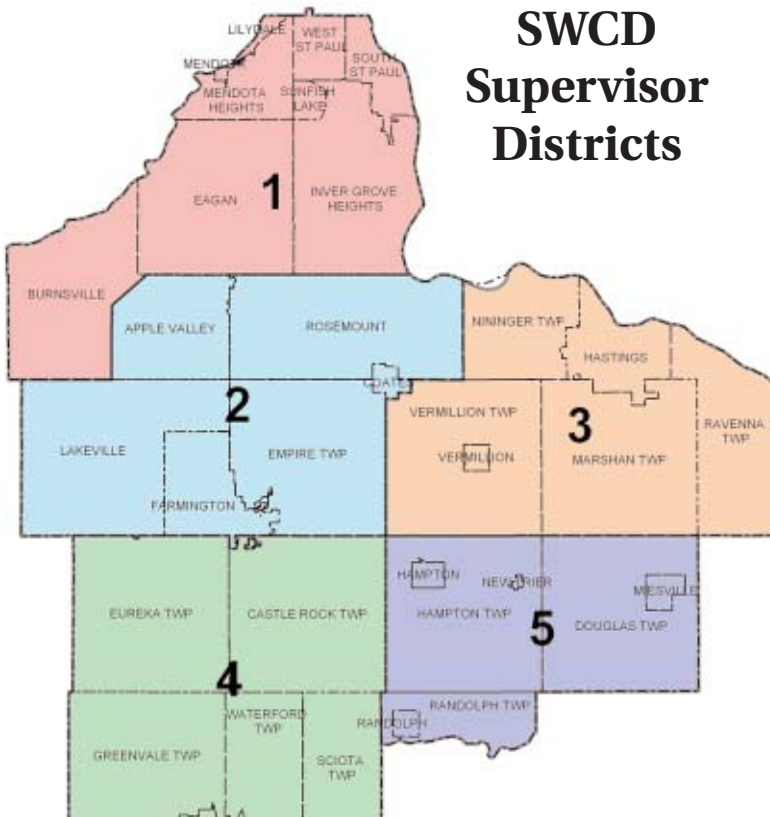 SWCD
Supervisor
Districts
LILYDALE
WEST
ST PAUL
SOUTH
ST PAUL
MENDOTA
MENDOTA
HEIGHTS
SUNFISH
LAKE
EAGAN
1
INVER GROVE
HEIGHTS
BURNSVILLE
APPLE VALLEY
ROSEMOUNT
NININGER TWP
HASTINGS
COATES
2
VERMILLION TWP
3
RAVENNA
TWP
LAKEVILLE
EMPIRE TWP
VERMILLION
MARSHAN TWP
FARMINGTON
HAMPTON
NEW TRIER
MIESVILLE
EUREKA TWP
CASTLE ROCK TWP
HAMPTON TWP
5
DOUGLAS TWP
4
WATERFORD
TWP
RANDOLPH
RANDOLPH TWP
GREENVALE TWP
SCIOTA
TWP